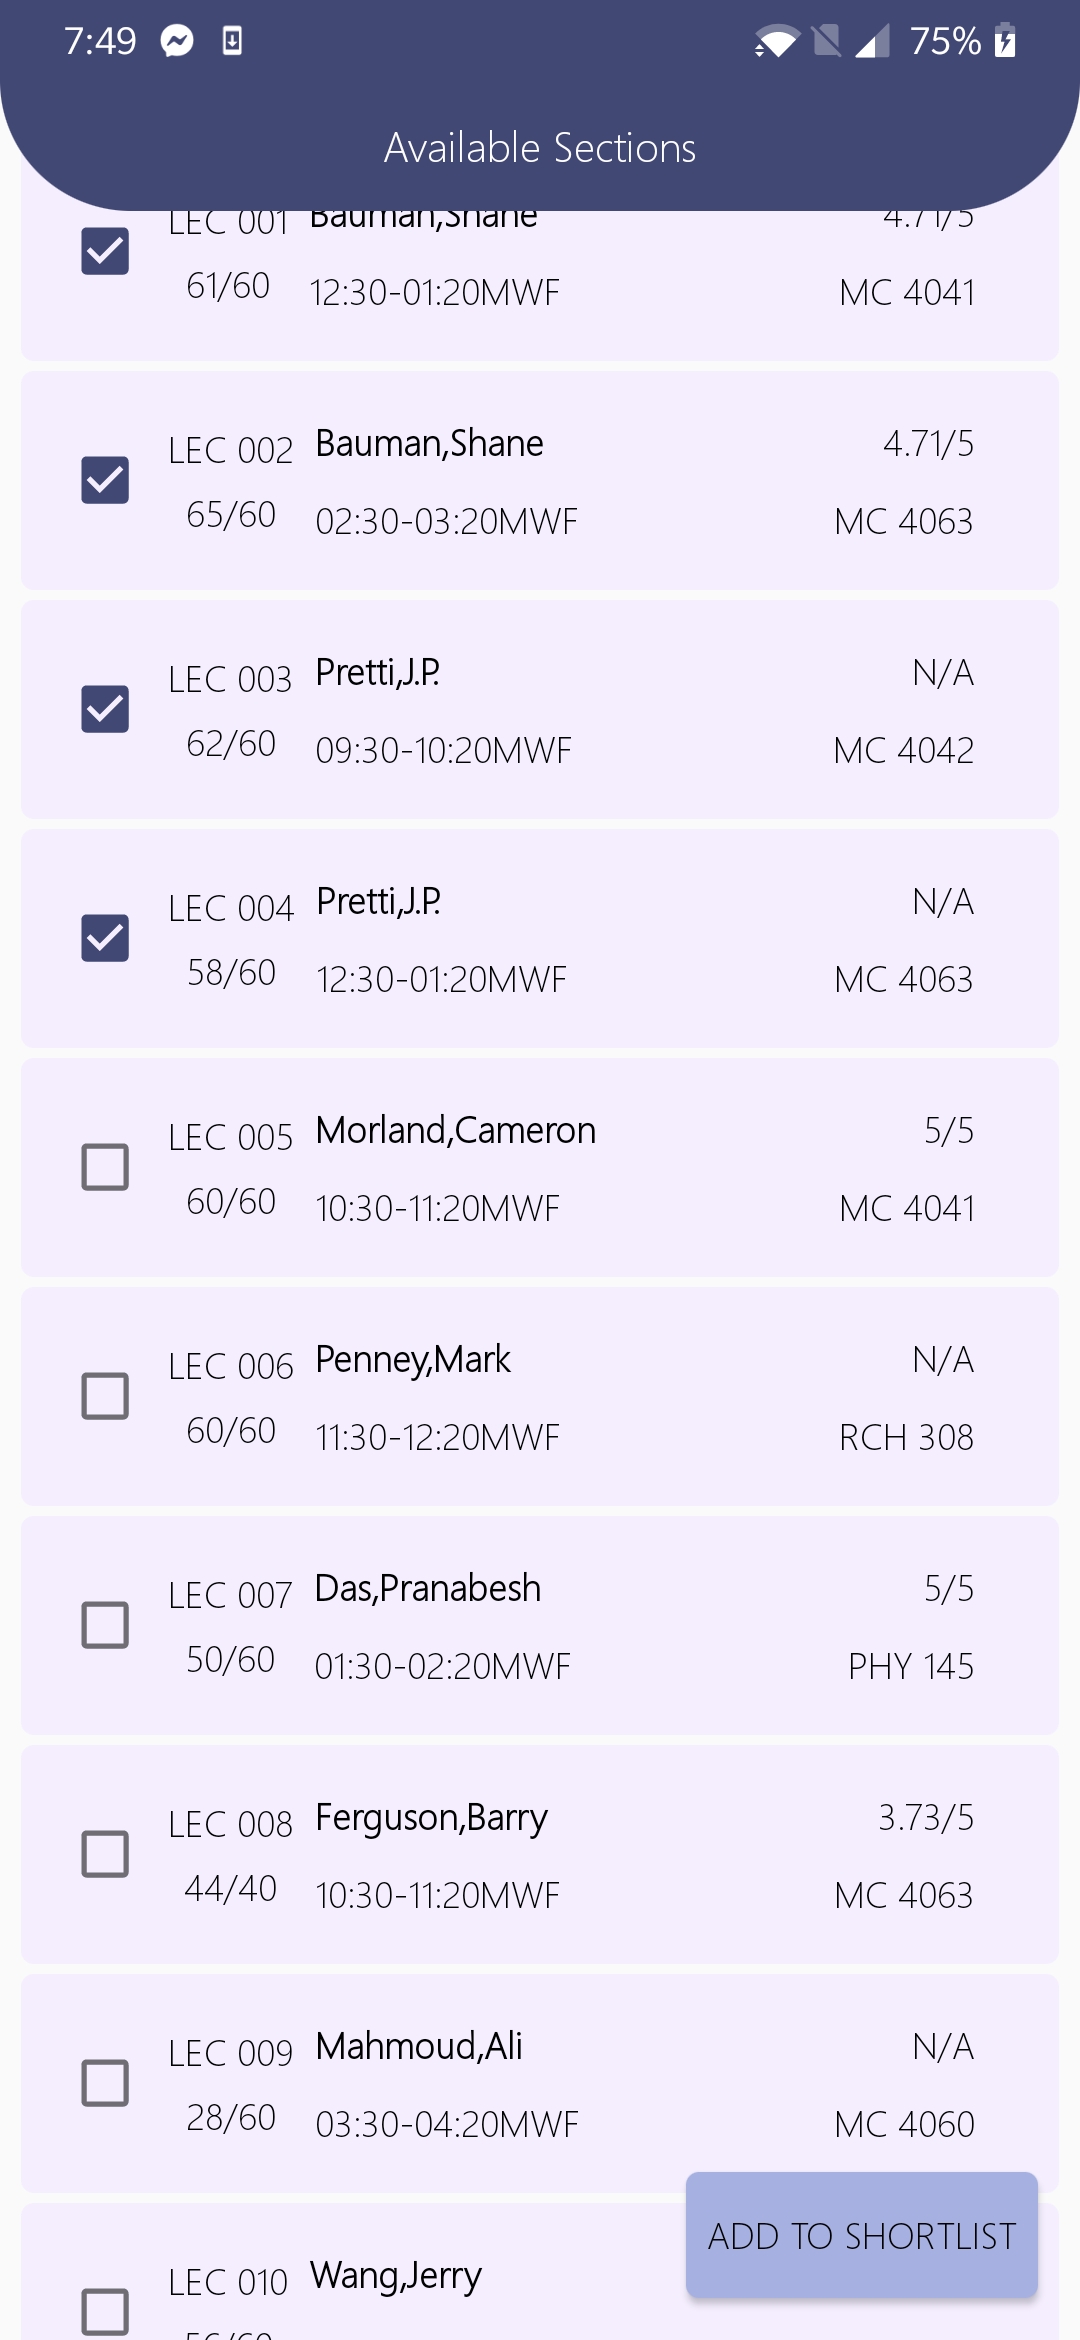 7:49 75%
Available Sections
LEC 001 Bauman,Shane 4.71/5
61/60 12:30-01:20MWF MC 4041
LEC 002 Bauman,Shane 4.71/5
65/60 02:30-03:20MWF MC 4063
LEC 003 Pretti,J.P. N/A
62/60 09:30-10:20MWF MC 4042
LEC 004 Pretti,J.P. N/A
58/60 12:30-01:20MWF MC 4063
LEC 005 Morland,Cameron 5/5
60/60 10:30-11:20MWF MC 4041
LEC 006 Penney,Mark N/A
60/60 11:30-12:20MWF RCH 308
LEC 007 Das,Pranabesh 5/5
50/60 01:30-02:20MWF PHY 145
LEC 008 Ferguson,Barry 3.73/5
44/40 10:30-11:20MWF MC 4063
LEC 009 Mahmoud,Ali N/A
28/60 03:30-04:20MWF MC 4060
ADD TO SHORTLIST
LEC 010 Wang,Jerry